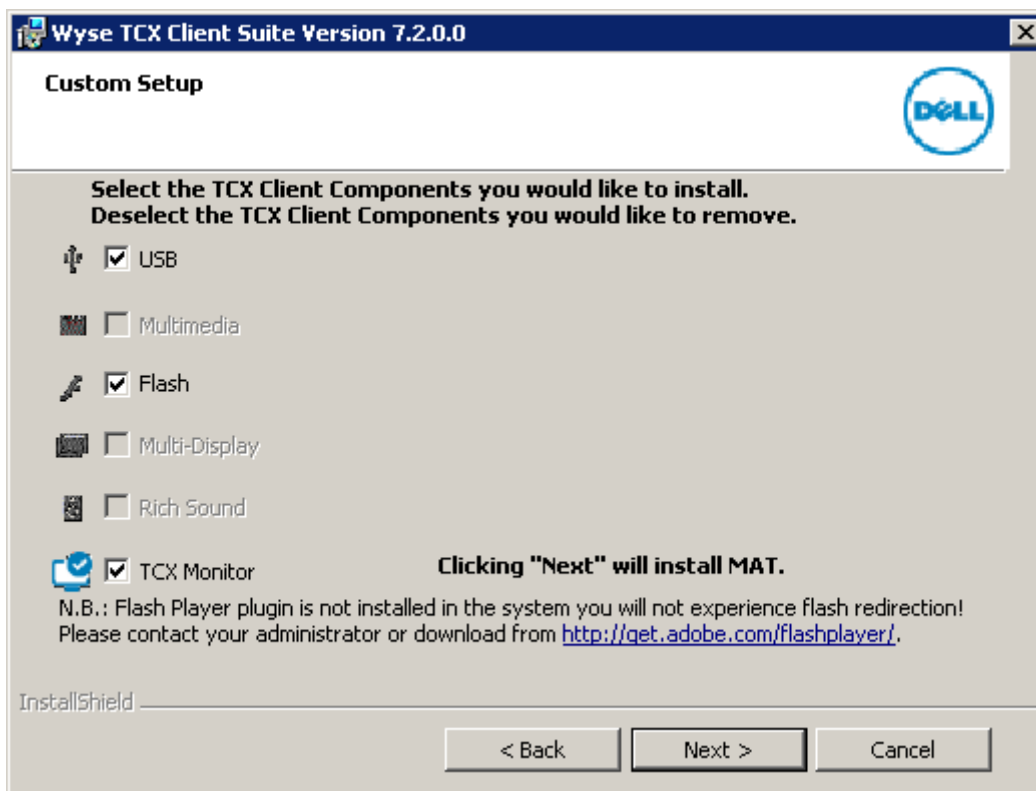 Wyse TCX Client Suite Version 7.2.0.0
Custom Setup
DELL
Select the TCX Client Components you would like to install.
Deselect the TCX Client Components you would like to remove.
USB
Multimedia
Flash
Multi-Display
Rich Sound
TCX Monitor
Clicking "Next" will install MAT.
N.B.: Flash Player plugin is not installed in the system you will not experience flash redirection!
Please contact your administrator or download from http://get.adobe.com/flashplayer/.
InstallShield
< Back
Next >
Cancel